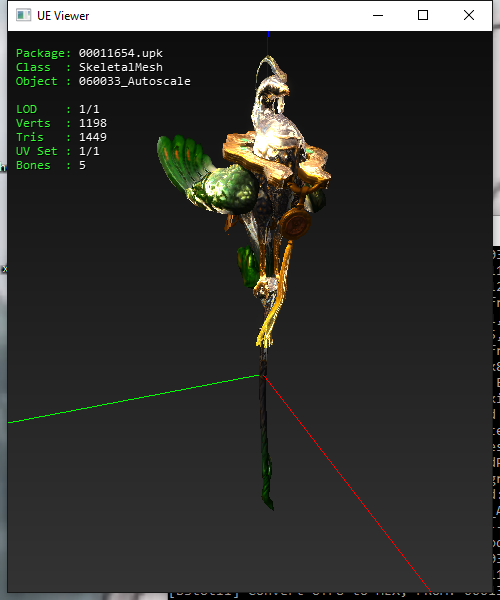 UE Viewer
Package: 00011654.upk
Class  : SkeletalMesh
Object : 060033_Autoscale
LOD    : 1/1
Verts  : 1198
Tris   : 1449
UV Set : 1/1
Bones  : 5